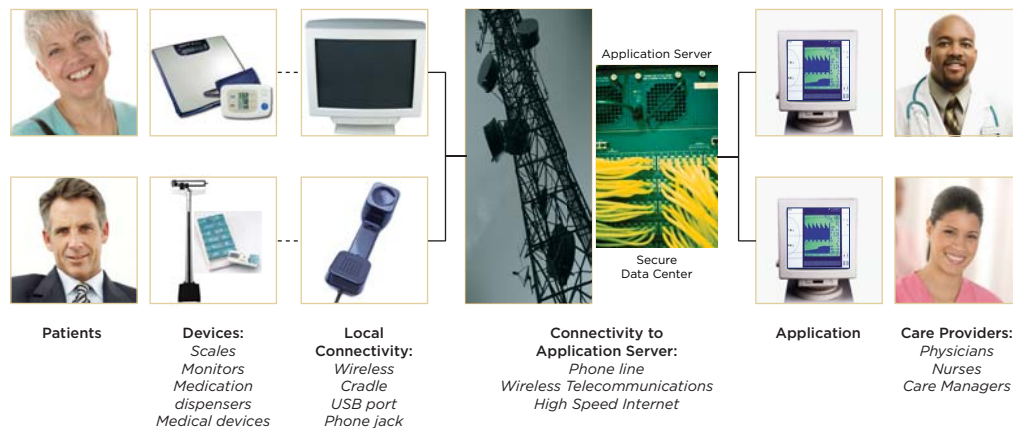 Application Server
Secure
Data Center
Patients
Devices:
Scales
Monitors
Medication
dispensers
Medical devices
Local
Connectivity:
Wireless
Cradle
USB port
Phone jack
Connectivity to
Application Server:
Phone line
Wireless Telecommunications
High Speed Internet
Application
Care Providers:
Physicians
Nurses
Care Managers